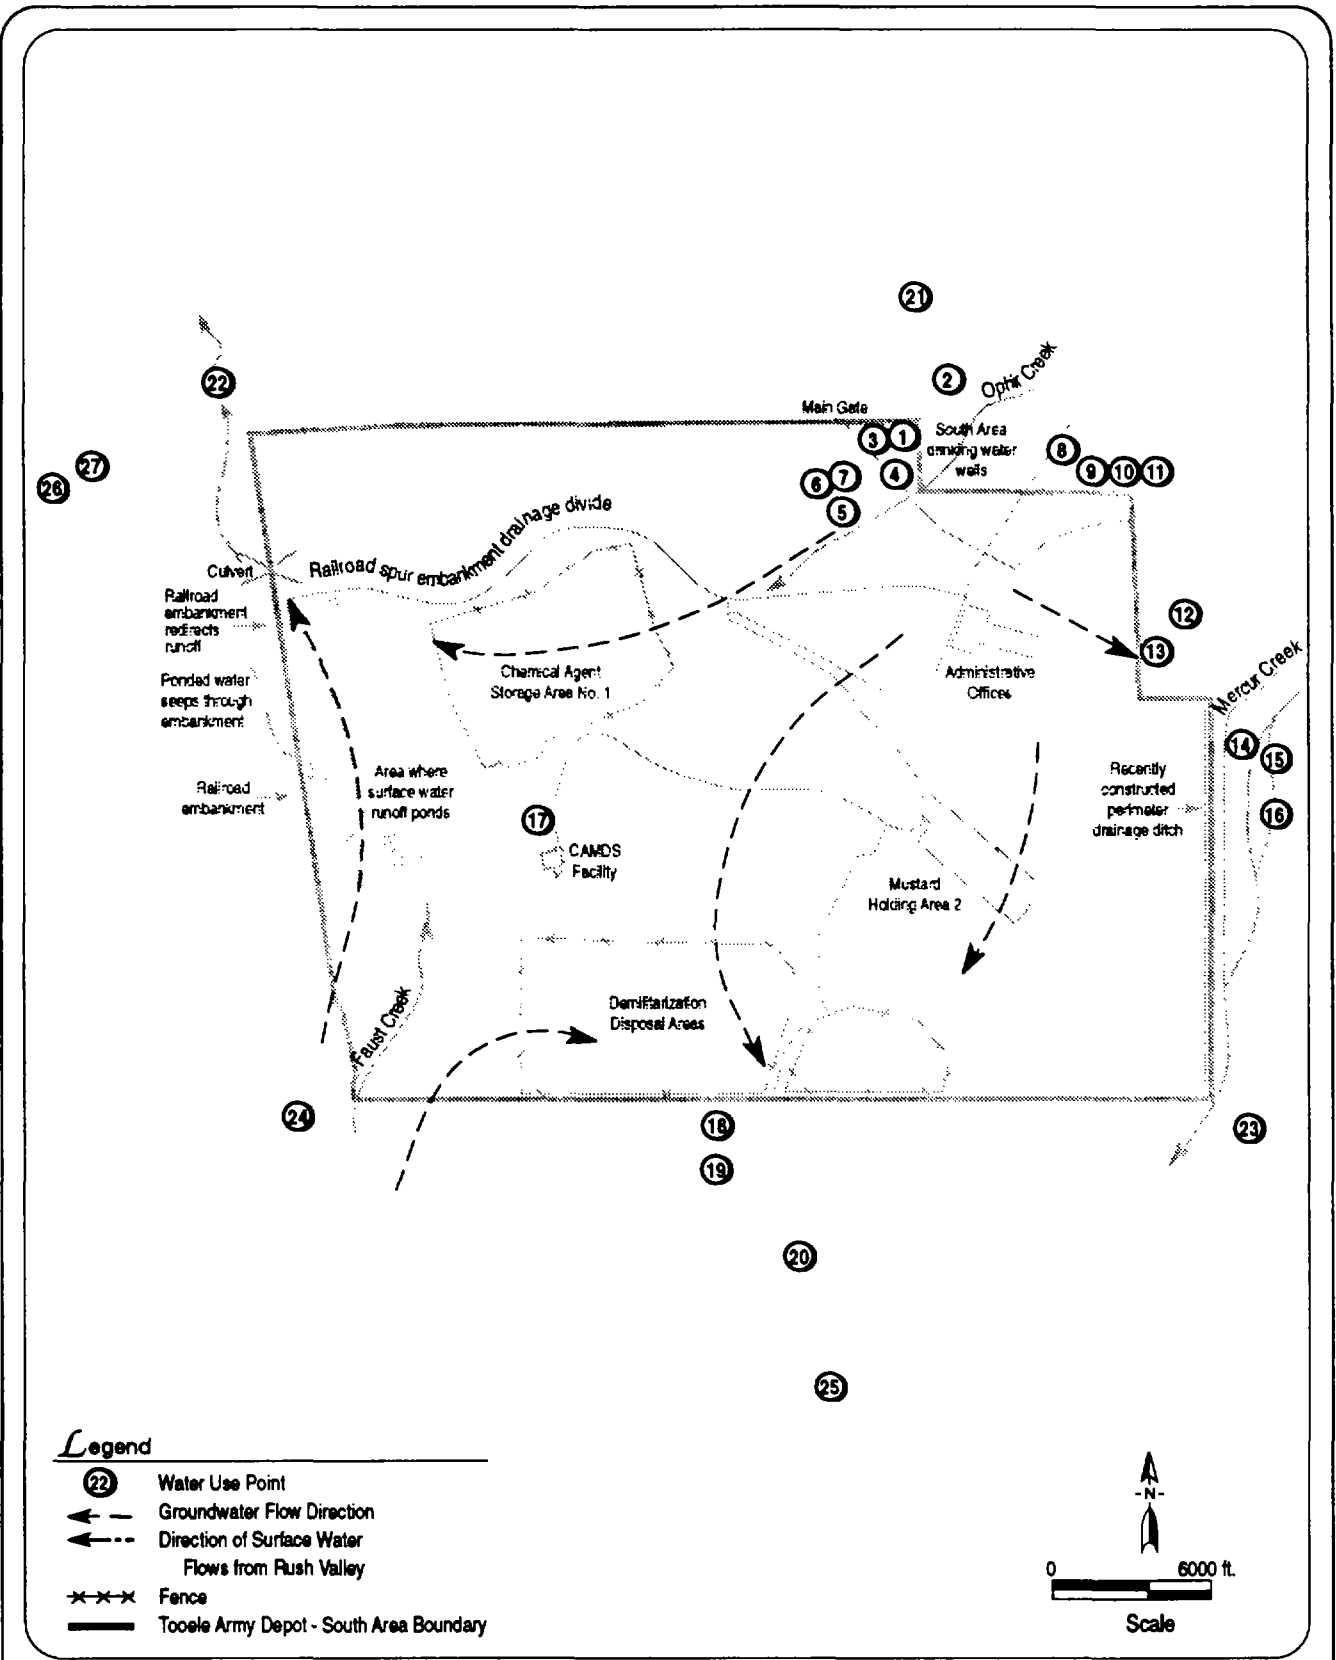 21
2
Ophir Creek
22
Main Gate
3
1
South Area
drinking water
wells
8
27
26
6
7
4
9
10
11
5
Railroad spur embankment drainage divide
Culvert
Railroad
embankment
redirects
runoff
12
13
Chemical Agent
Storage Area No. 1
Administrative
Offices
Mercur Creek
Ponded water
seeps through
embankment
14
15
16
Area where
surface water
runoff ponds
Railroad
embankment
Recently
constructed
perimeter
drainage ditch
17
CAMDS
Facility
Mustard
Holding Area 2
Faust Creek
Demilitarization
Disposal Areas
24
18
23
19
20
25
Legend
22 Water Use Point
Groundwater Flow Direction
Direction of Surface Water
Flows from Rush Valley
Fence
Tooele Army Depot - South Area Boundary
-N-
0 6000 ft.
Scale